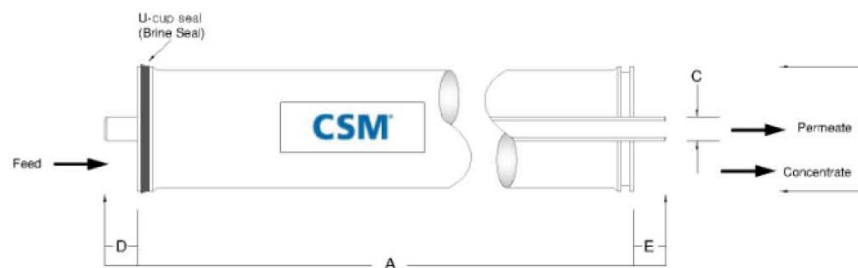 U-cup seal
(Brine Seal)
C
CSM®
Permeate
Feed
Concentrate
D
E
A